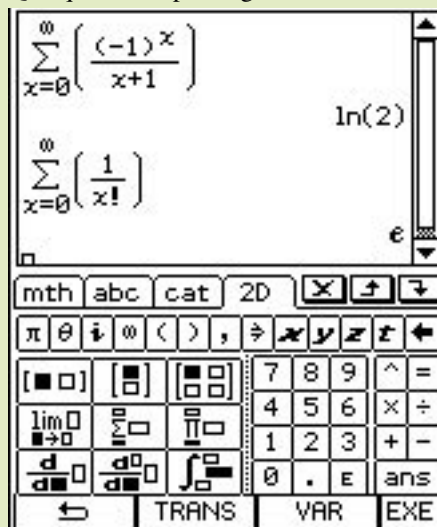 ∞
∑ ( (-1)^x / x+1 )
x=0
ln(2)
∞
∑ ( 1 / x! )
x=0
e
mth abc cat 2D
π θ i ∞ ( ) , ⇒ x y z t ←
[■□] [■ □] [■□ □□] 7 8 9 ^ =
lim□ ■→□ ∑□ ∏□ 4 5 6 × ÷
1 2 3 + -
d/d■□ d□/d■□ ∫□ 0 . E ans
TRANS VAR EXE